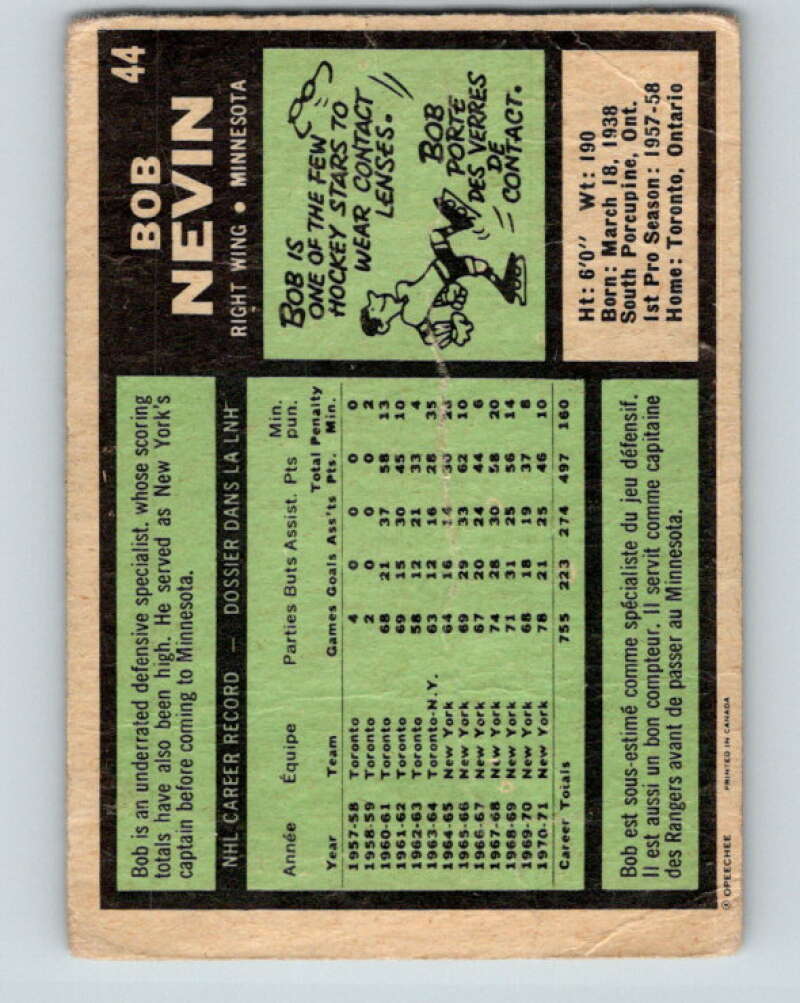 44
BOB
NEVIN
RIGHT WING • MINNESOTA
Bob is an underrated defensive specialist. whose scoring
totals have also been high. He served as New York's
captain before coming to Minnesota.
NHL CAREER RECORD — DOSSIER DANS LA LNH
Année Équipe Parties Buts Assist. Pts Min. pun.
Year Team Games Goals Ass'ts Total Pts. Penalty Min.
1957-58 Toronto 4 0 0 0 0
1958-59 Toronto 2 0 0 0 2
1960-61 Toronto 68 21 37 58 13
1961-62 Toronto 69 15 30 45 10
1962-63 Toronto 58 12 21 33 4
1963-64 Toronto-N.Y. 63 12 16 28 35
1964-65 New York 64 16 14 30
1965-66 New York 69 29 33 62 10
1966-67 New York 67 20 24 44 6
1967-68 New York 74 28 30 58 20
1968-69 New York 71 31 25 56 14
1969-70 New York 68 18 19 37 8
1970-71 New York 78 21 25 46 10
Career Totals 755 223 274 497 160
BOB IS
ONE OF THE FEW
HOCKEY STARS TO
WEAR CONTACT
LENSES.
BOB
PORTE
DES VERRES
DE
CONTACT.
Ht: 6'0" Wt: 190
Born: March 18, 1938
South Porcupine, Ont.
1st Pro Season: 1957-58
Home: Toronto, Ontario
Bob est sous-estimé comme spécialiste du jeu défensif.
Il est aussi un bon compteur. Il servit comme capitaine
des Rangers avant de passer au Minnesota.
© OPEECHEE PRINTED IN CANADA